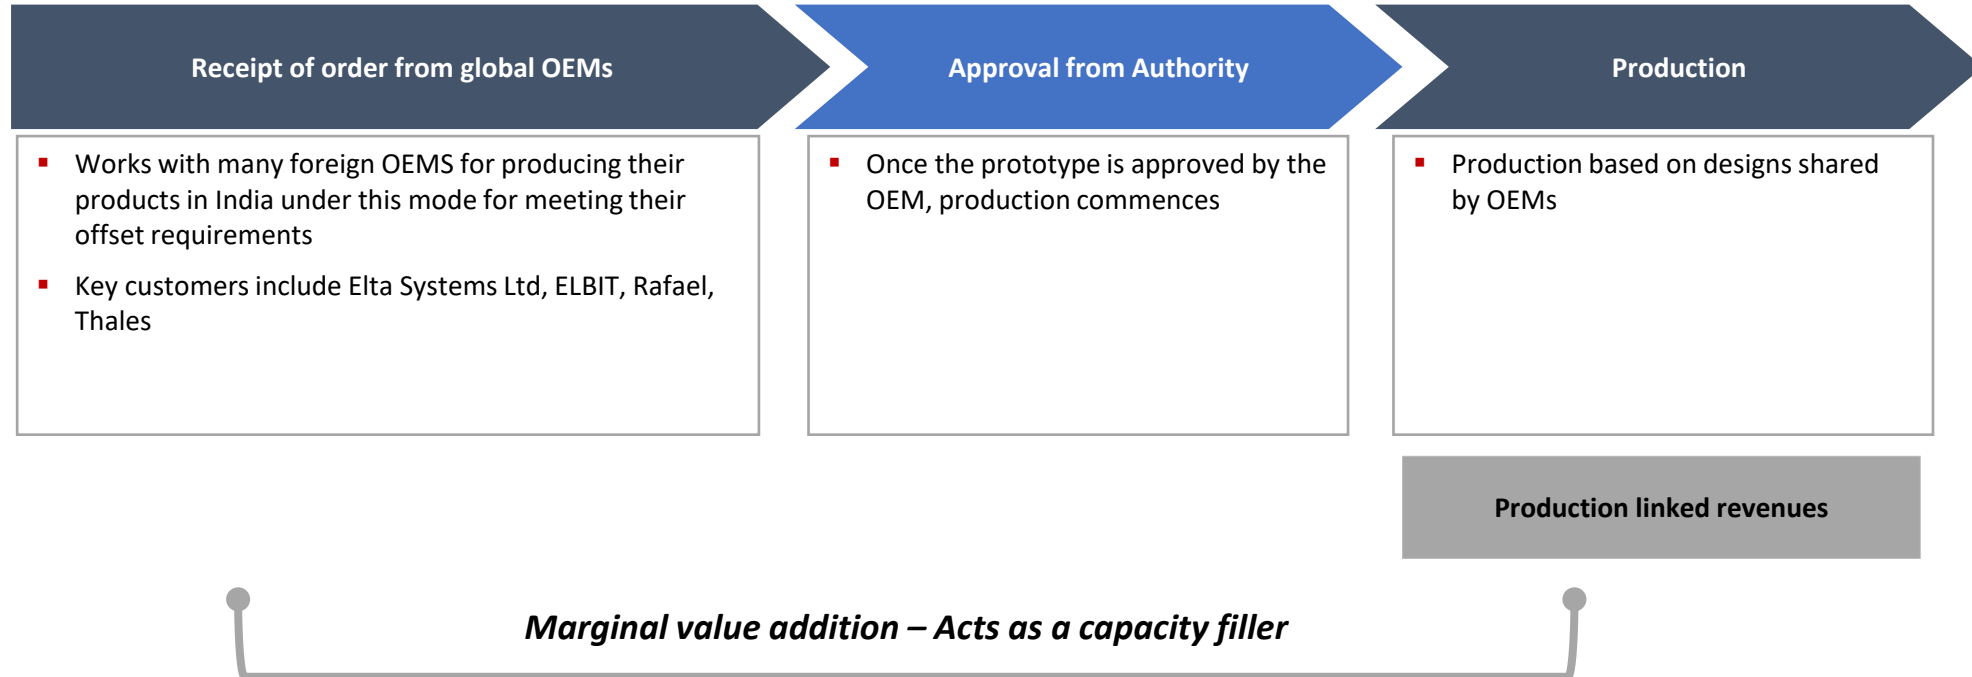 Receipt of order from global OEMs
Approval from Authority
Production
Works with many foreign OEMS for producing their
products in India under this mode for meeting their
offset requirements
Key customers include Elta Systems Ltd, ELBIT, Rafael,
Thales
Once the prototype is approved by the
OEM, production commences
Production based on designs shared
by OEMs
Production linked revenues
Marginal value addition – Acts as a capacity filler